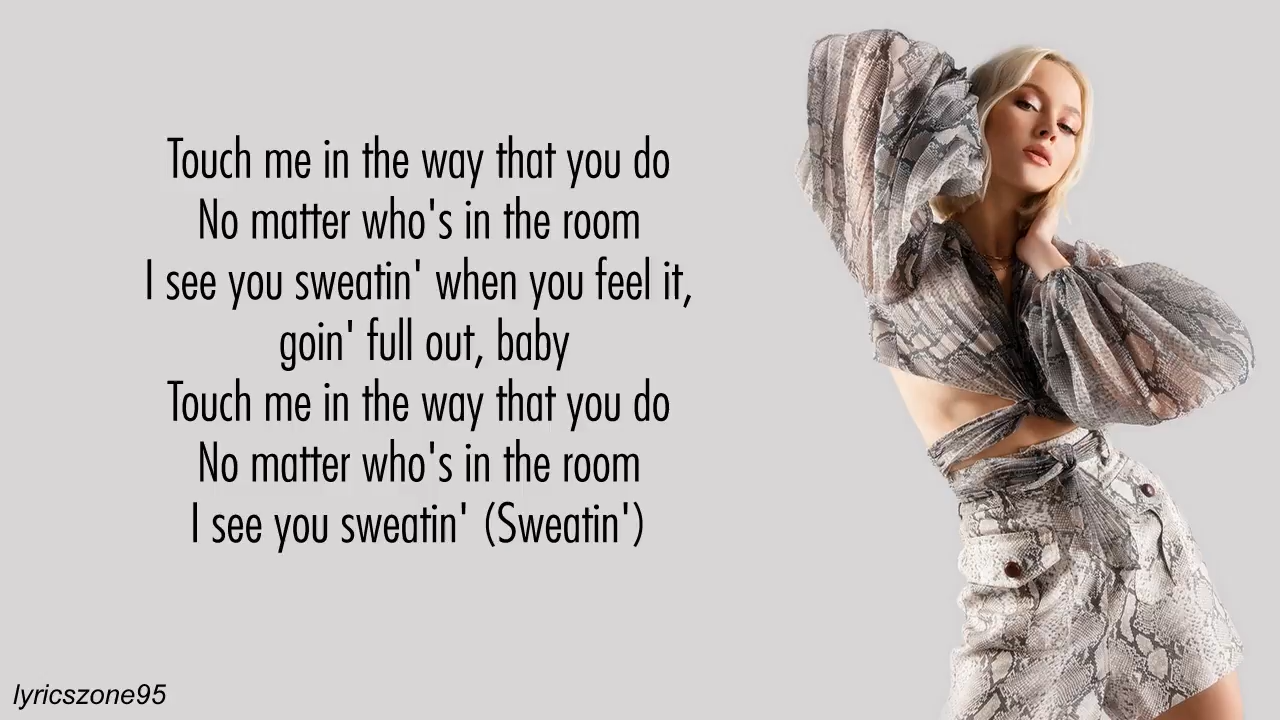 Touch me in the way that you do
No matter who's in the room
I see you sweatin' when you feel it,
goin' full out, baby
Touch me in the way that you do
No matter who's in the room
I see you sweatin' (Sweatin')
lyricszone95